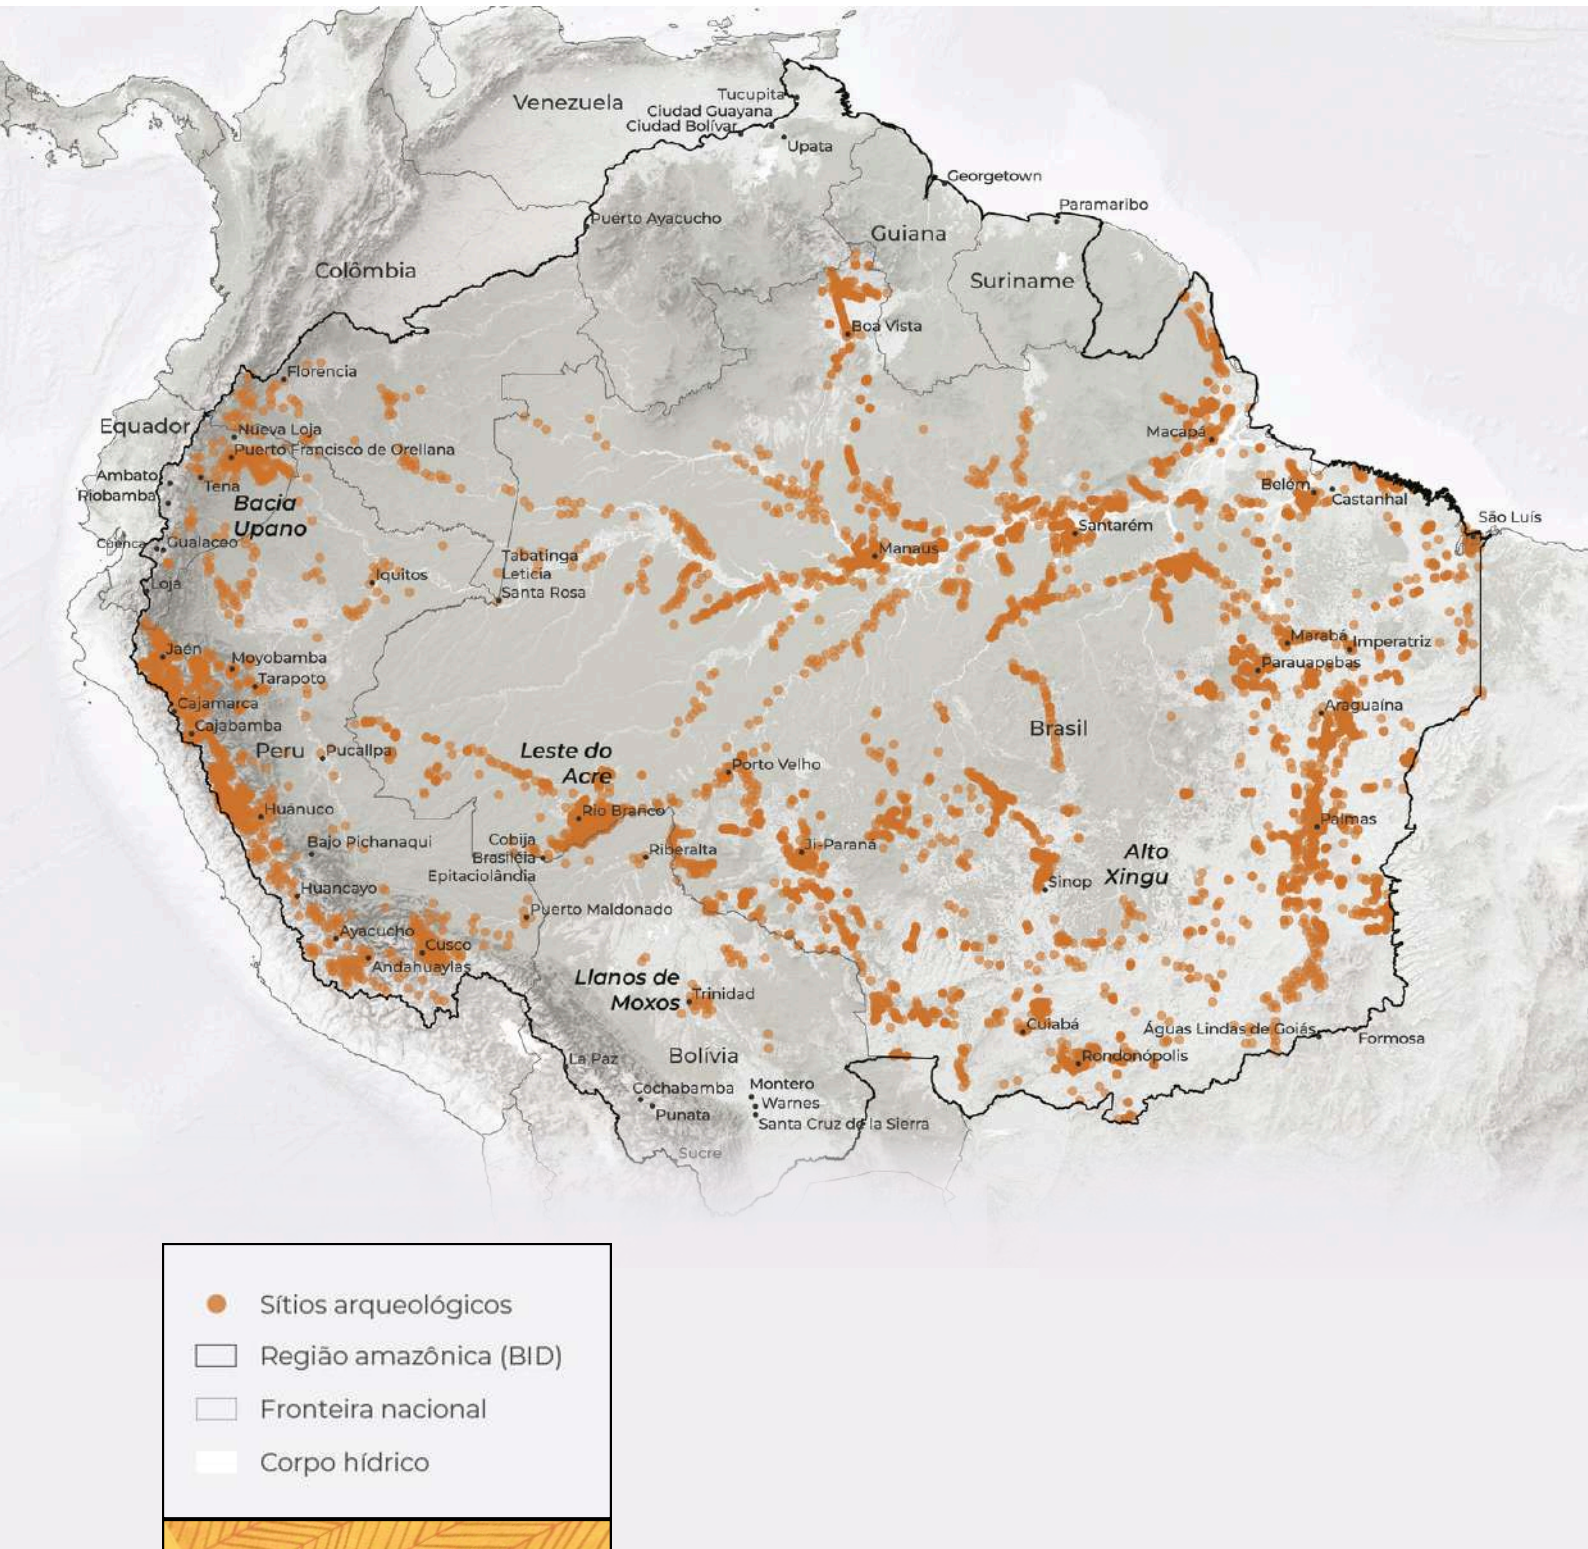 Venezuela
Tucupita
Ciudad Guayana
Ciudad Bolívar
Upata
Georgetown
Paramaribo
Puerto Ayacucho
Guiana
Suriname
Colômbia
Boa Vista
Florencia
Equador
Nueva Loja
Puerto Francisco de Orellana
Macapá
Ambato
Riobamba
Tena
Bacia
Upano
Belém
Castanhal
São Luís
Santarém
Cuenca
Gualaceo
Manaus
Loja
Iquitos
Tabatinga
Leticia
Santa Rosa
Jaén
Moyobamba
Tarapoto
Marabá
Imperatriz
Parauapebas
Cajamarca
Cajabamba
Araguaína
Peru
Pucallpa
Leste do
Acre
Brasil
Porto Velho
Huánuco
Rio Branco
Palmas
Bajo Pichanaqui
Cobija
Brasiléia
Epitaciolândia
Riberalta
Ji-Paraná
Alto
Xingu
Sinop
Huancayo
Puerto Maldonado
Ayacucho
Cusco
Andahuaylas
Llanos de
Moxos
Trinidad
Cuiabá
Águas Lindas de Goiás
Formosa
Rondonópolis
La Paz
Bolívia
Cochabamba
Punata
Montero
Warnes
Santa Cruz de la Sierra
Sucre
Sítios arqueológicos
Região amazônica (BID)
Fronteira nacional
Corpo hídrico